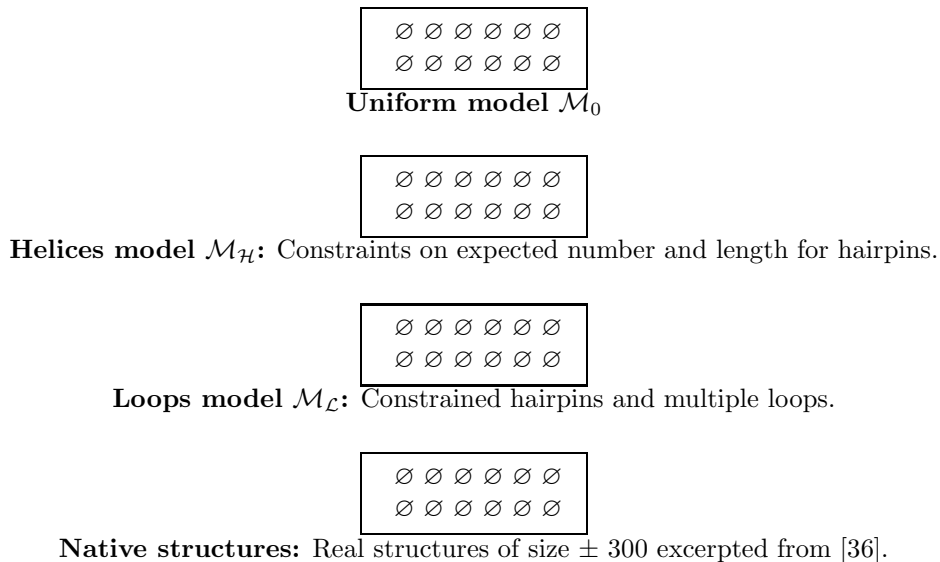 ∅ ∅ ∅ ∅ ∅ ∅
∅ ∅ ∅ ∅ ∅ ∅
Uniform model ℳ₀
∅ ∅ ∅ ∅ ∅ ∅
∅ ∅ ∅ ∅ ∅ ∅
Helices model ℳ_ℋ: Constraints on expected number and length for hairpins.
∅ ∅ ∅ ∅ ∅ ∅
∅ ∅ ∅ ∅ ∅ ∅
Loops model ℳ_ℒ: Constrained hairpins and multiple loops.
∅ ∅ ∅ ∅ ∅ ∅
∅ ∅ ∅ ∅ ∅ ∅
Native structures: Real structures of size ± 300 excerpted from [36].